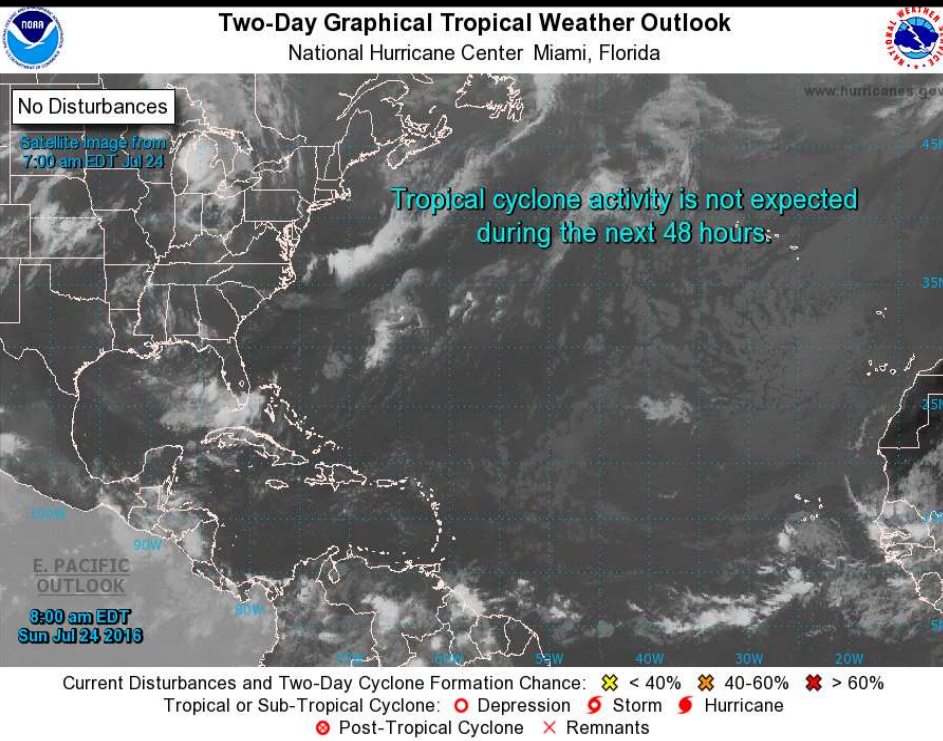 Two-Day Graphical Tropical Weather Outlook
National Hurricane Center Miami, Florida
NOAA
No Disturbances
www.hurricanes.gov
Satellite Image from
7:00 am EDT Jul 24
45N
Tropical cyclone activity is not expected
during the next 48 hours.
35N
25N
100W
90W
E. PACIFIC
OUTLOOK
8:00 am EDT
Sun Jul 24 2016
80W
5N
60W
50W
40W
30W
20W
Current Disturbances and Two-Day Cyclone Formation Chance: < 40% 40-60% > 60%
Tropical or Sub-Tropical Cyclone: Depression Storm Hurricane
Post-Tropical Cyclone Remnants